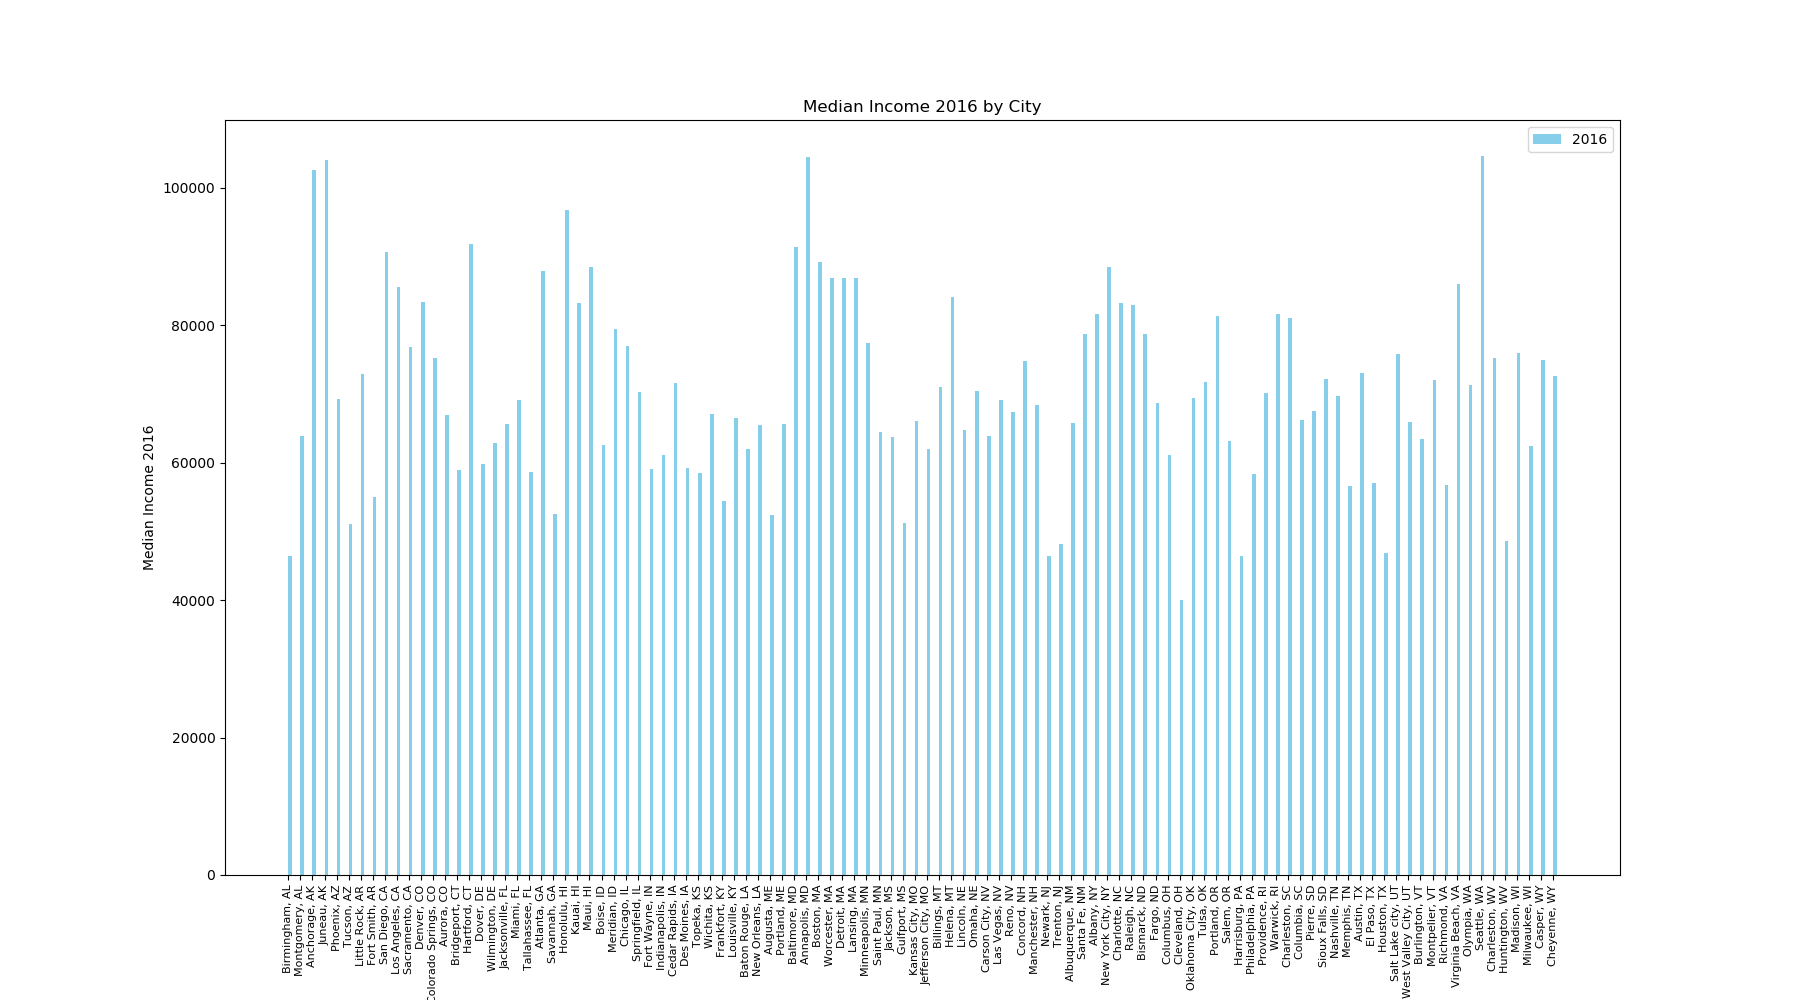 Median Income 2016 by City
2016
Median Income 2016
100000
80000
60000
40000
20000
0
Birmingham, AL
Montgomery, AL
Anchorage, AK
Juneau, AK
Phoenix, AZ
Tucson, AZ
Little Rock, AR
Fort Smith, AR
San Diego, CA
Los Angeles, CA
Sacramento, CA
Denver, CO
Colorado Springs, CO
Aurora, CO
Bridgeport, CT
Hartford, CT
Dover, DE
Wilmington, DE
Jacksonville, FL
Miami, FL
Tallahassee, FL
Atlanta, GA
Savannah, GA
Honolulu, HI
Kauai, HI
Maui, HI
Boise, ID
Meridian, ID
Chicago, IL
Springfield, IL
Fort Wayne, IN
Indianapolis, IN
Cedar Rapids, IA
Des Moines, IA
Topeka, KS
Wichita, KS
Frankfort, KY
Louisville, KY
Baton Rouge, LA
New Orleans, LA
Augusta, ME
Portland, ME
Baltimore, MD
Annapolis, MD
Boston, MA
Worcester, MA
Detroit, MA
Lansing, MA
Minneapolis, MN
Saint Paul, MN
Jackson, MS
Gulfport, MS
Kansas City, MO
Jefferson City, MO
Billings, MT
Helena, MT
Lincoln, NE
Omaha, NE
Carson City, NV
Las Vegas, NV
Reno, NV
Concord, NH
Manchester, NH
Newark, NJ
Trenton, NJ
Albuquerque, NM
Santa Fe, NM
Albany, NY
New York City, NY
Charlotte, NC
Raleigh, NC
Bismarck, ND
Fargo, ND
Columbus, OH
Cleveland, OH
Oklahoma City, OK
Tulsa, OK
Portland, OR
Salem, OR
Harrisburg, PA
Philadelphia, PA
Providence, RI
Warwick, RI
Charleston, SC
Columbia, SC
Pierre, SD
Sioux Falls, SD
Nashville, TN
Memphis, TN
Austin, TX
El Paso, TX
Houston, TX
Salt Lake city, UT
West Valley City, UT
Burlington, VT
Montpelier, VT
Richmond, VA
Virginia Beach, VA
Olympia, WA
Seattle, WA
Charleston, WV
Huntington, WV
Madison, WI
Milwaukee, WI
Casper, WY
Cheyenne, WY